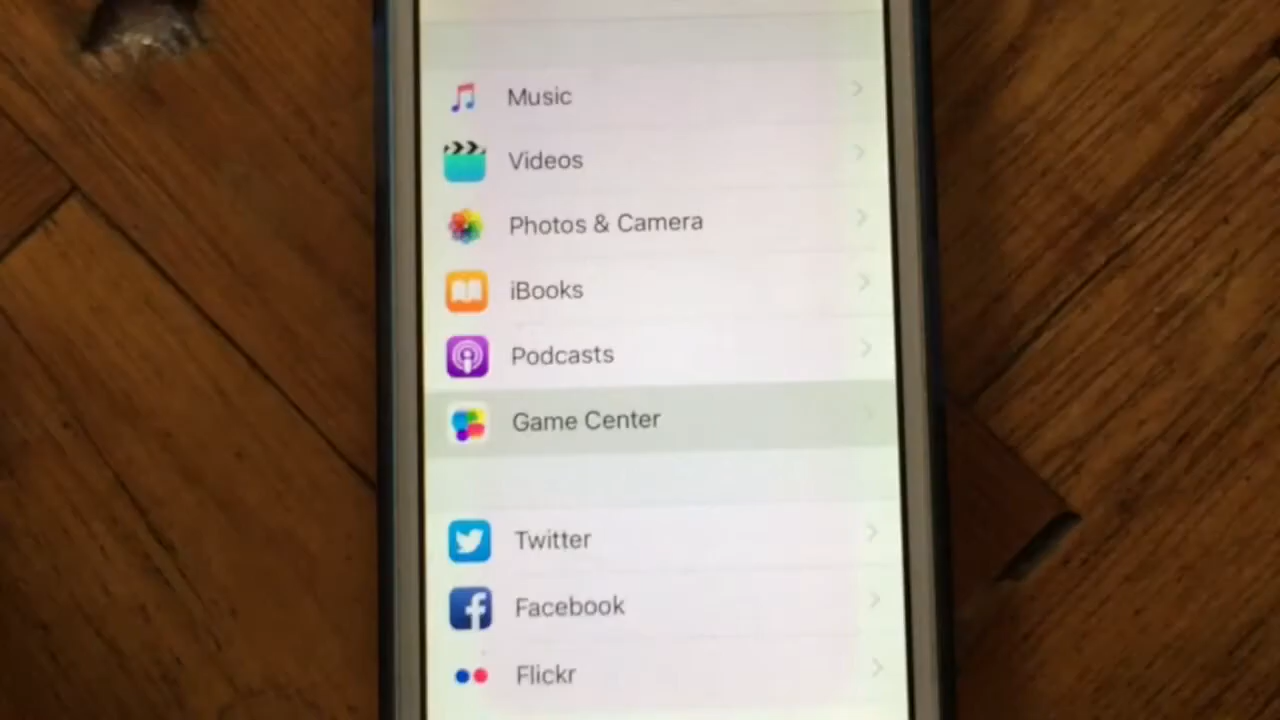 Music
Videos
Photos & Camera
iBooks
Podcasts
Game Center
Twitter
Facebook
Flickr